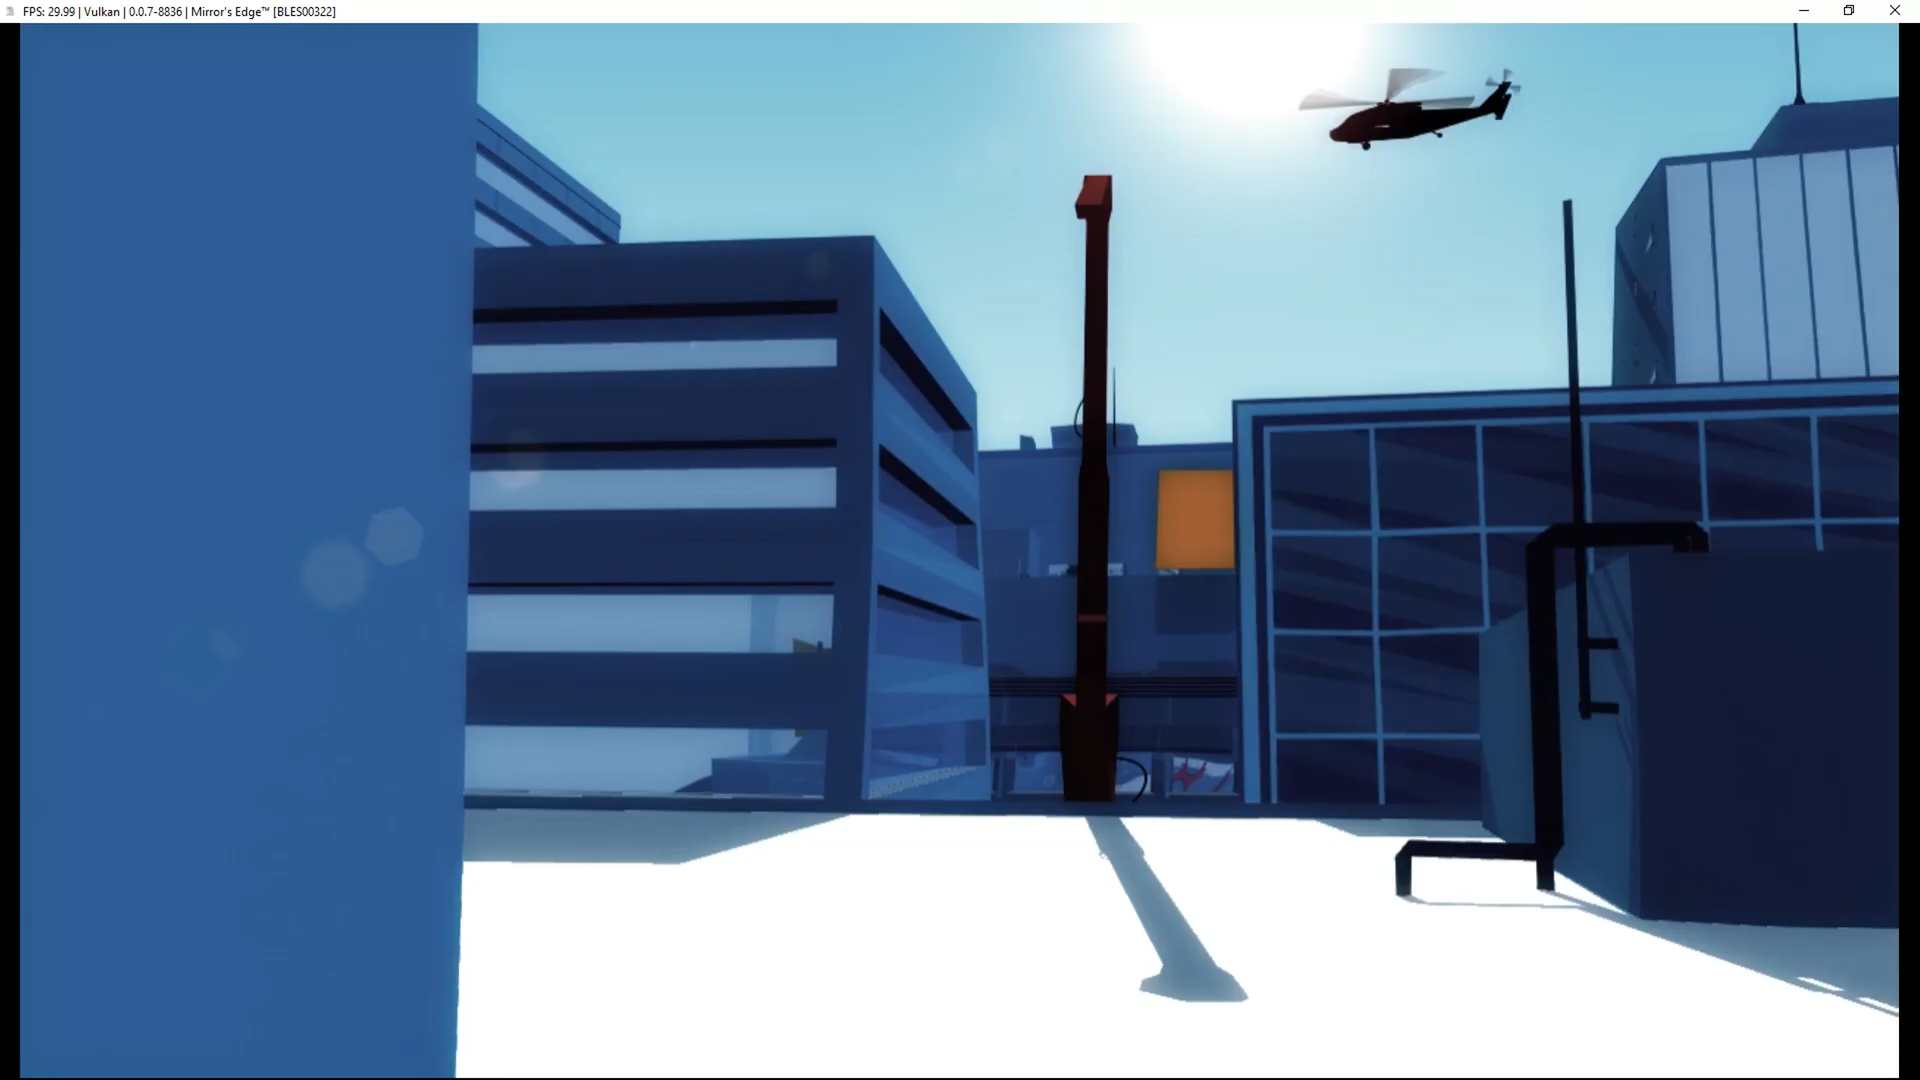 FPS: 29.99 | Vulkan | 0.0.7-8836 | Mirror's Edge™ [BLES00322]